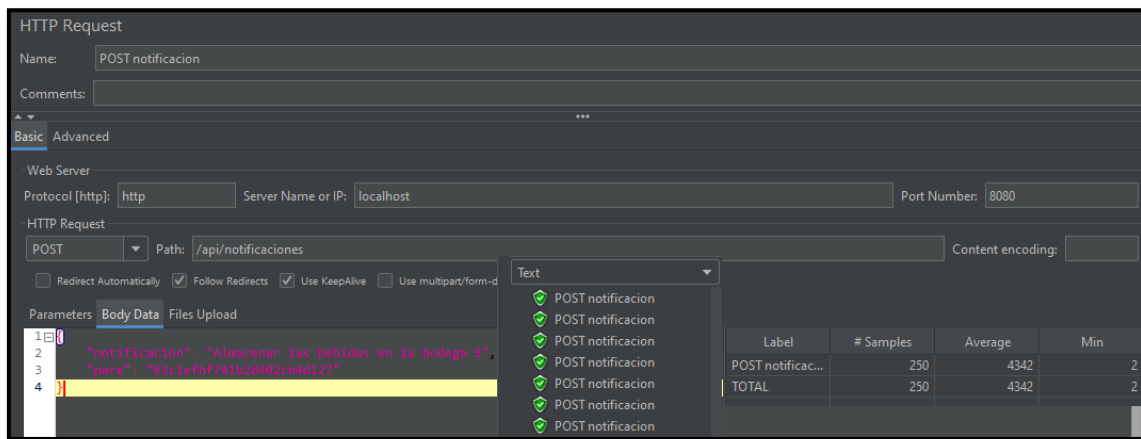 HTTP Request
Name: POST notificacion
Comments:
Basic Advanced
Web Server
Protocol [http]: http Server Name or IP: localhost Port Number: 8080
HTTP Request
POST Path: /api/notificaciones Content encoding:
Redirect Automatically Follow Redirects Use KeepAlive Use multipart/form-d
Parameters Body Data Files Upload
1 {
2 "notificacion": "Almacenar las bebidas en la bodega 5",
3 "para":
4 }
Text
POST notificacion
POST notificacion
POST notificacion
POST notificacion
POST notificacion
POST notificacion
POST notificacion
Label # Samples Average Min
POST notificac... 250 4342 2
TOTAL 250 4342 2